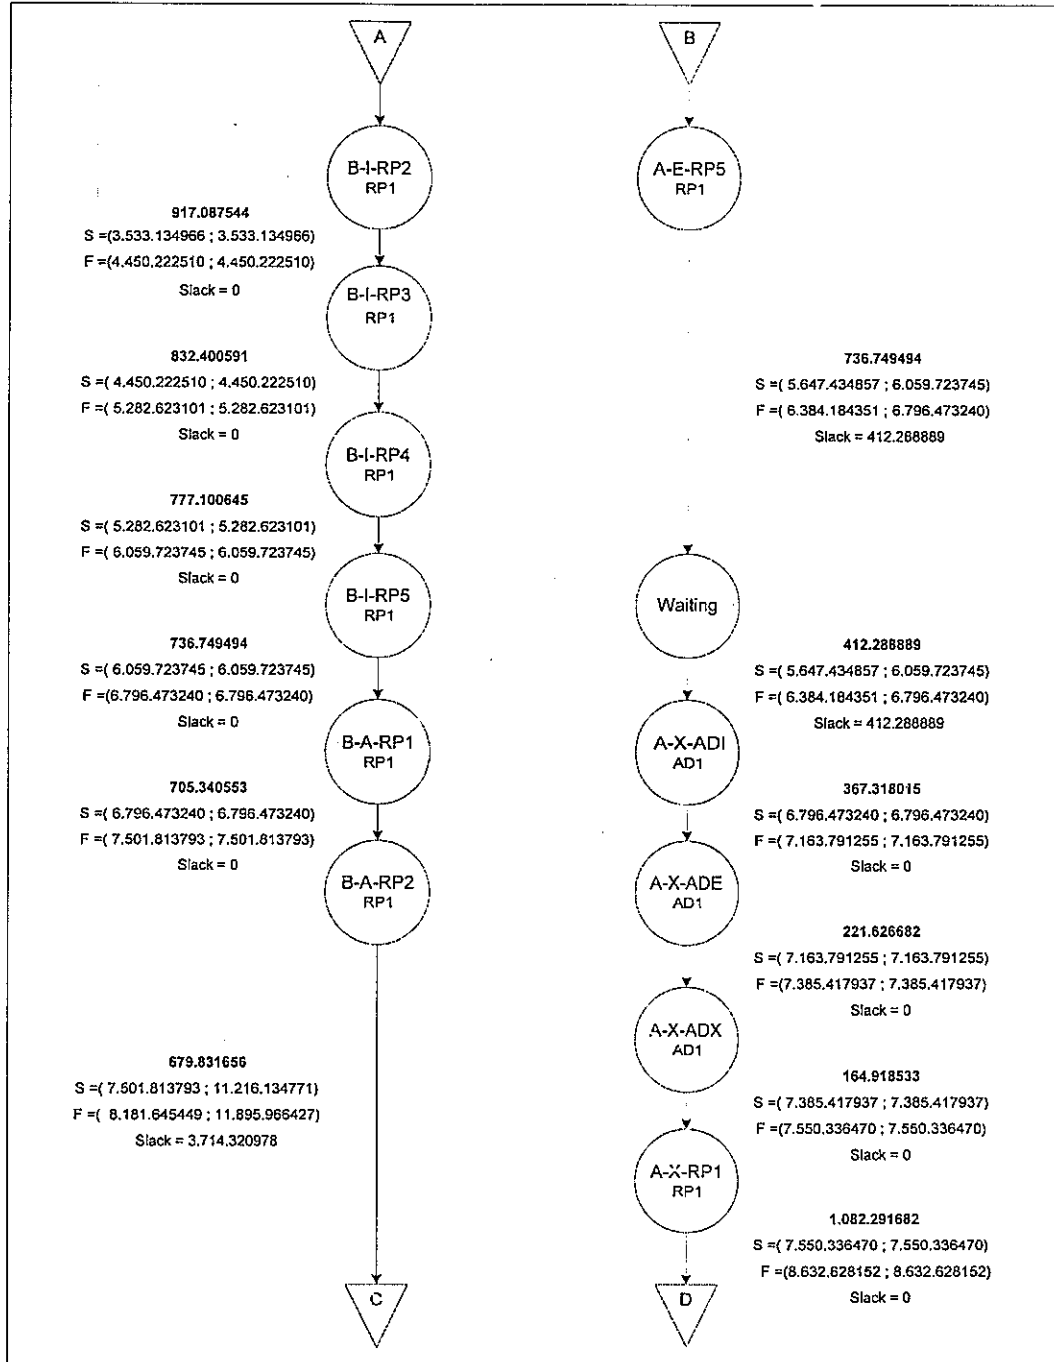 A
B
B-I-RP2
RP1
A-E-RP5
RP1
917.087544
S =(3.533.134966 ; 3.533.134966)
F =(4.450.222510 ; 4.450.222510)
Slack = 0
B-I-RP3
RP1
832.400591
S =( 4.450.222510 ; 4.450.222510)
F =( 5.282.623101 ; 5.282.623101)
Slack = 0
736.749494
S =( 5.647.434857 ; 6.059.723745)
F =( 6.384.184351 ; 6.796.473240)
Slack = 412.288889
B-I-RP4
RP1
777.100645
S =( 5.282.623101 ; 5.282.623101)
F =( 6.059.723745 ; 6.059.723745)
Slack = 0
B-I-RP5
RP1
Waiting
736.749494
S =( 6.059.723745 ; 6.059.723745)
F =(6.796.473240 ; 6.796.473240)
Slack = 0
412.288889
S =( 5.647.434857 ; 6.059.723745)
F =( 6.384.184351 ; 6.796.473240)
Slack = 412.288889
B-A-RP1
RP1
A-X-ADI
AD1
705.340553
S =( 6.796.473240 ; 6.796.473240)
F =( 7.501.813793 ; 7.501.813793)
Slack = 0
367.318015
S =( 6.796.473240 ; 6.796.473240)
F =( 7.163.791255 ; 7.163.791255)
Slack = 0
B-A-RP2
RP1
A-X-ADE
AD1
221.626682
S =( 7.163.791255 ; 7.163.791255)
F =(7.385.417937 ; 7.385.417937)
Slack = 0
A-X-ADX
AD1
679.831656
S =( 7.501.813793 ; 11.216.134771)
F =( 8.181.645449 ; 11.895.966427)
Slack = 3.714.320978
164.918533
S =( 7.385.417937 ; 7.385.417937)
F =(7.550.336470 ; 7.550.336470)
Slack = 0
A-X-RP1
RP1
1.082.291682
S =( 7.550.336470 ; 7.550.336470)
F =(8.632.628152 ; 8.632.628152)
Slack = 0
C
D